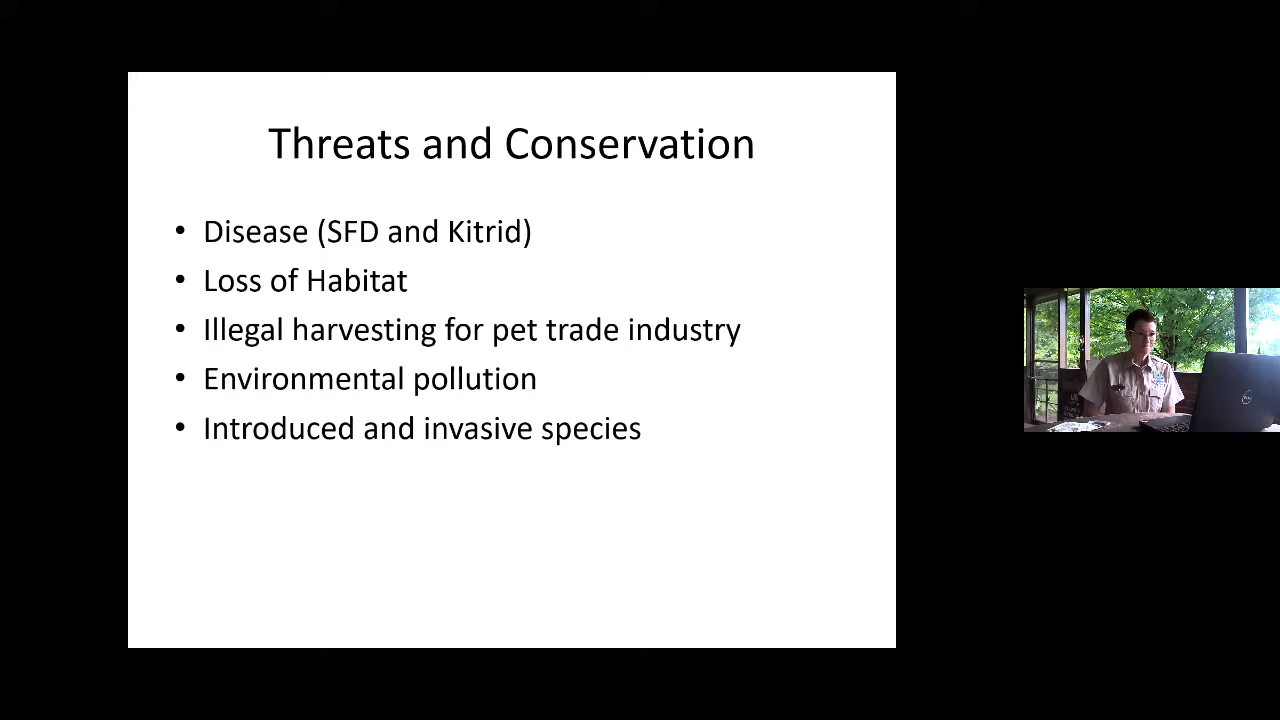 Threats and Conservation
• Disease (SFD and Kitrid)
• Loss of Habitat
• Illegal harvesting for pet trade industry
• Environmental pollution
• Introduced and invasive species